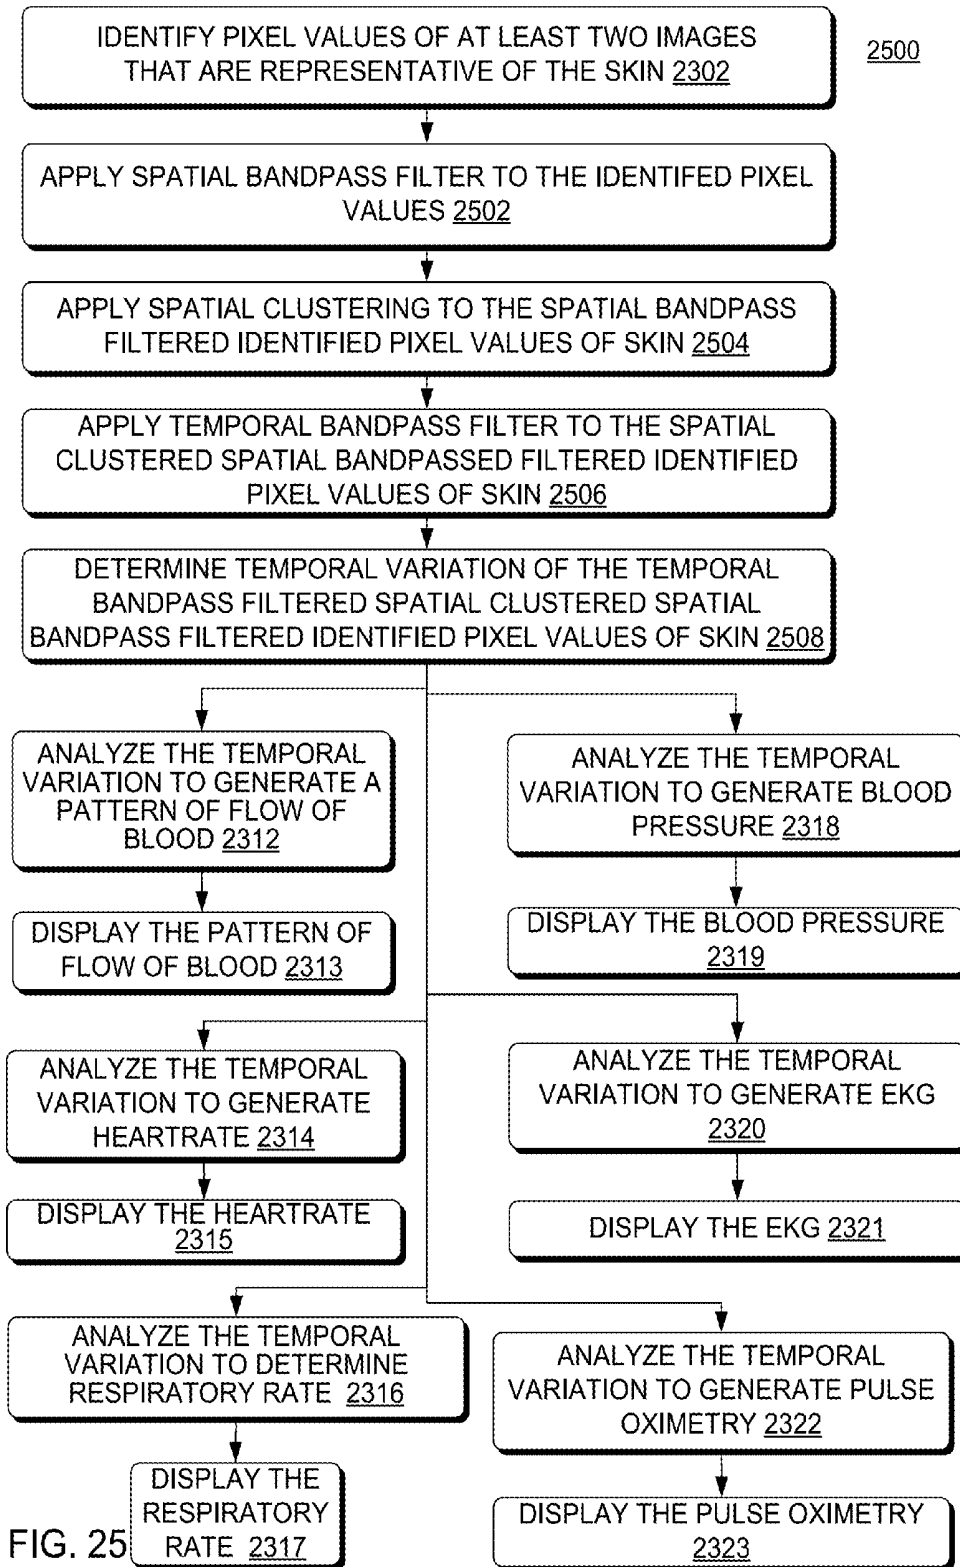 IDENTIFY PIXEL VALUES OF AT LEAST TWO IMAGES
THAT ARE REPRESENTATIVE OF THE SKIN 2302
2500
APPLY SPATIAL BANDPASS FILTER TO THE IDENTIFED PIXEL
VALUES 2502
APPLY SPATIAL CLUSTERING TO THE SPATIAL BANDPASS
FILTERED IDENTIFIED PIXEL VALUES OF SKIN 2504
APPLY TEMPORAL BANDPASS FILTER TO THE SPATIAL
CLUSTERED SPATIAL BANDPASSED FILTERED IDENTIFIED
PIXEL VALUES OF SKIN 2506
DETERMINE TEMPORAL VARIATION OF THE TEMPORAL
BANDPASS FILTERED SPATIAL CLUSTERED SPATIAL
BANDPASS FILTERED IDENTIFIED PIXEL VALUES OF SKIN 2508
ANALYZE THE TEMPORAL
VARIATION TO GENERATE A
PATTERN OF FLOW OF
BLOOD 2312
DISPLAY THE PATTERN OF
FLOW OF BLOOD 2313
ANALYZE THE TEMPORAL
VARIATION TO GENERATE BLOOD
PRESSURE 2318
DISPLAY THE BLOOD PRESSURE
2319
ANALYZE THE TEMPORAL
VARIATION TO GENERATE
HEARTRATE 2314
DISPLAY THE HEARTRATE
2315
ANALYZE THE TEMPORAL
VARIATION TO GENERATE EKG
2320
DISPLAY THE EKG 2321
ANALYZE THE TEMPORAL
VARIATION TO DETERMINE
RESPIRATORY RATE 2316
DISPLAY THE
RESPIRATORY
RATE 2317
ANALYZE THE TEMPORAL
VARIATION TO GENERATE PULSE
OXIMETRY 2322
DISPLAY THE PULSE OXIMETRY
2323
FIG. 25